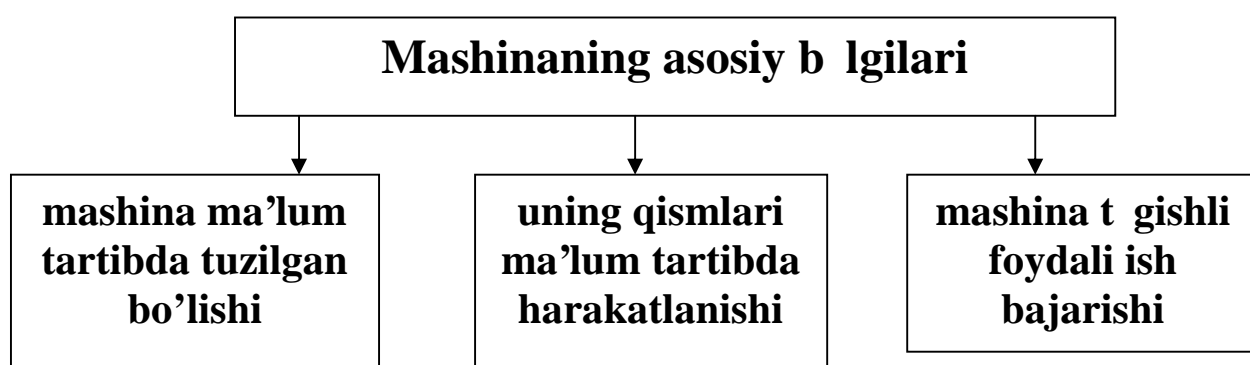 Mashinaning asosiy b lgilari
mashina ma’lum
tartibda tuzilgan
bo’lishi
uning qismlari
ma’lum tartibda
harakatlanishi
mashina t gishli
foydali ish
bajarishi